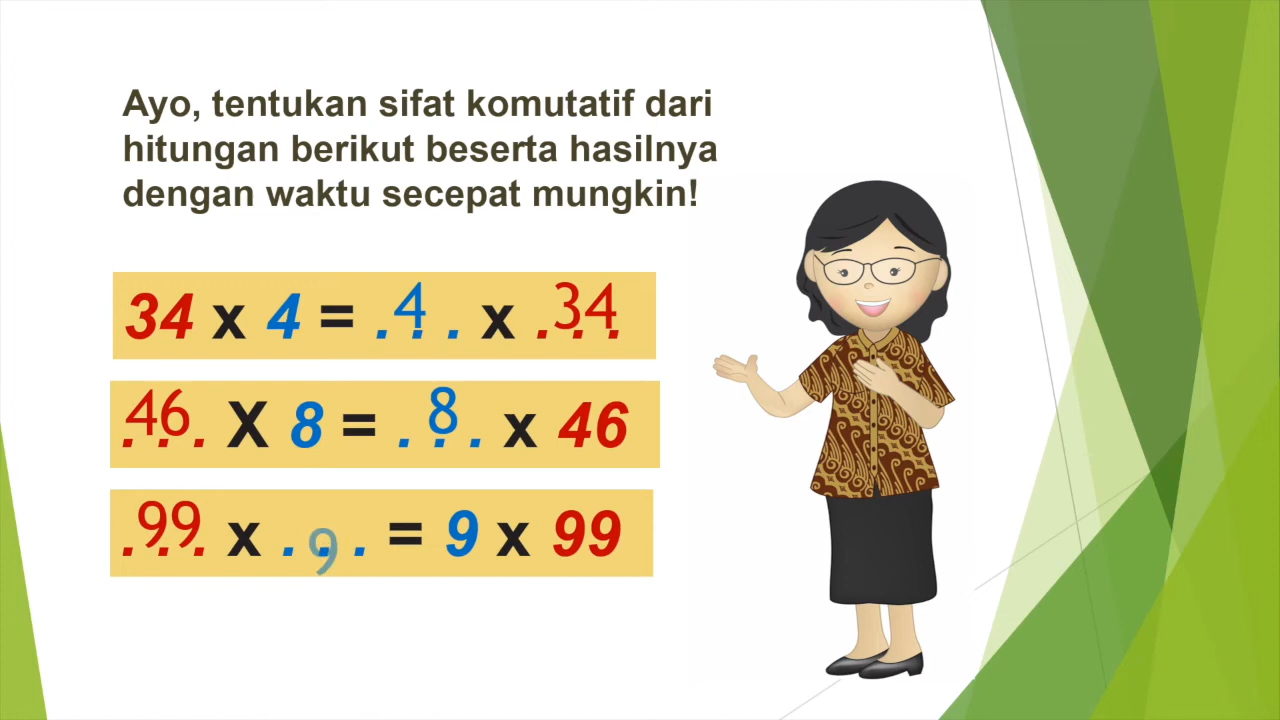 Ayo, tentukan sifat komutatif dari
hitungan berikut beserta hasilnya
dengan waktu secepat mungkin!
34 x 4 = . 4 . . x . 34 . .
. 46 . . X 8 = . 8 . . x 46
. 99 . . x . 9 . . = 9 x 99